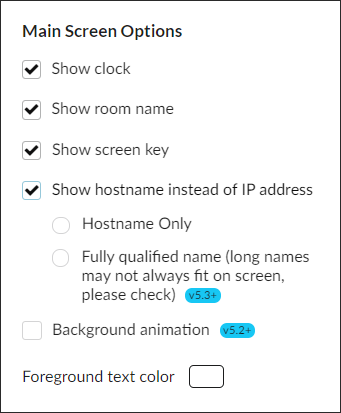 Main Screen Options
Show clock
Show room name
Show screen key
Show hostname instead of IP address
Hostname Only
Fully qualified name (long names
may not always fit on screen,
please check) v5.3+
Background animation v5.2+
Foreground text color